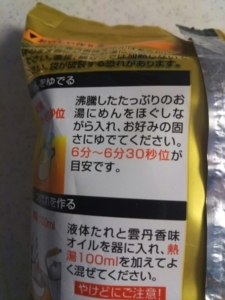 をゆでる
沸騰したたっぷりのお
湯にめんをほぐしな
がら入れ、お好みの固
さにゆでてください。
6分〜6分30秒位が
目安です。
を作る
液体たれと雲丹香味
オイルを器に入れ、熱
湯100mlを加えてよ
く混ぜてください。
やけどにご注意!